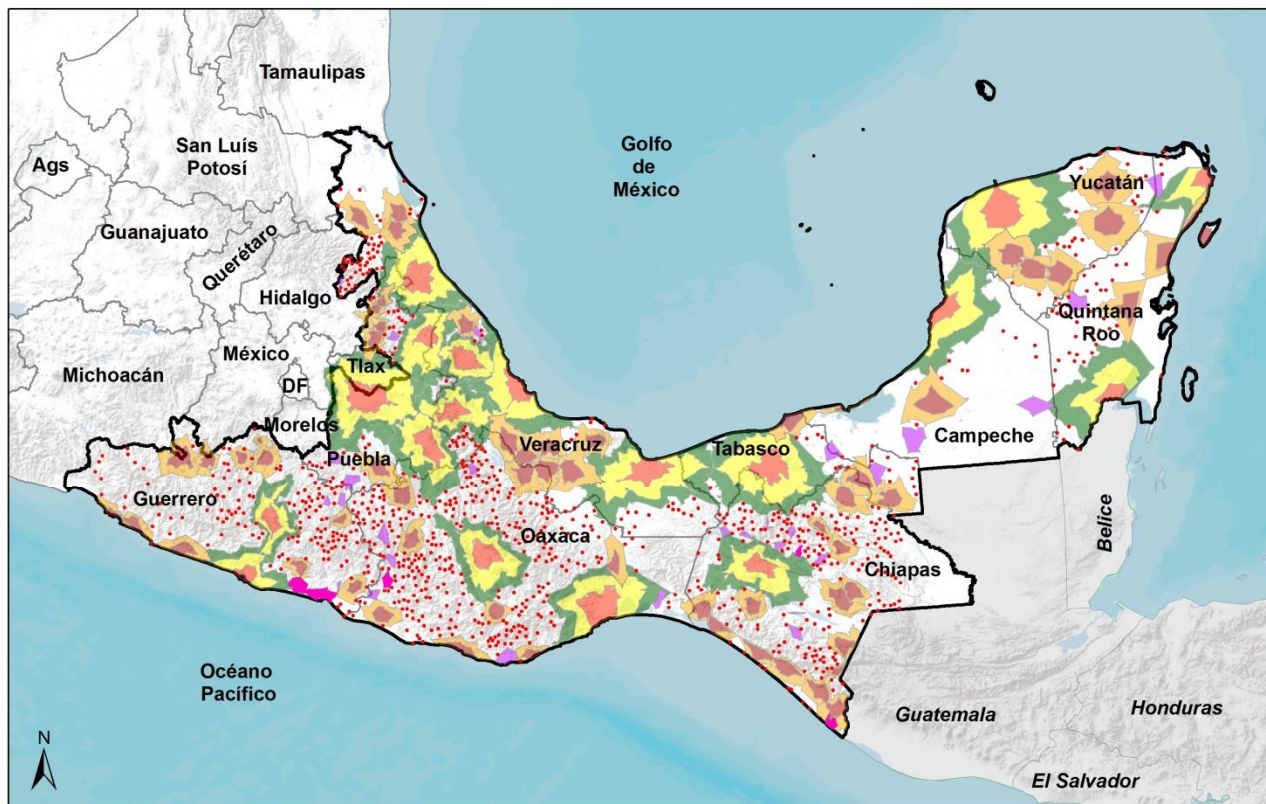 Tamaulipas
San Luís
Potosí
Ags
Golfo
de
México
Yucatán
Guanajuato
Querétaro
Hidalgo
Quintana
Roo
México
Tlax
Michoacán
DF
Morelos
Veracruz
Tabasco
Campeche
Puebla
Guerrero
Oaxaca
Belice
Chiapas
Océano
Pacífico
Guatemala
Honduras
N
El Salvador